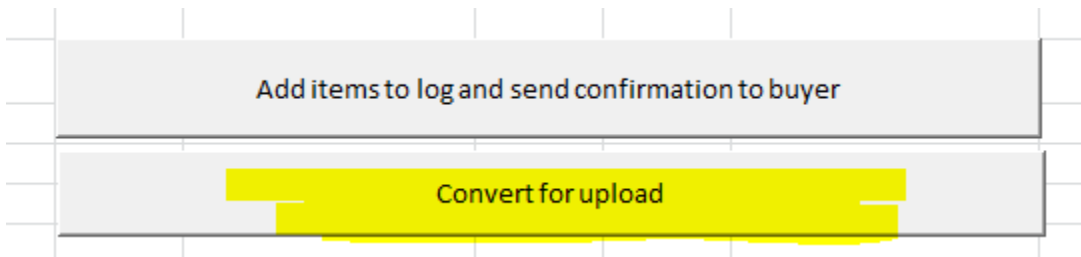 Add items to log and send confirmation to buyer
Convert for upload